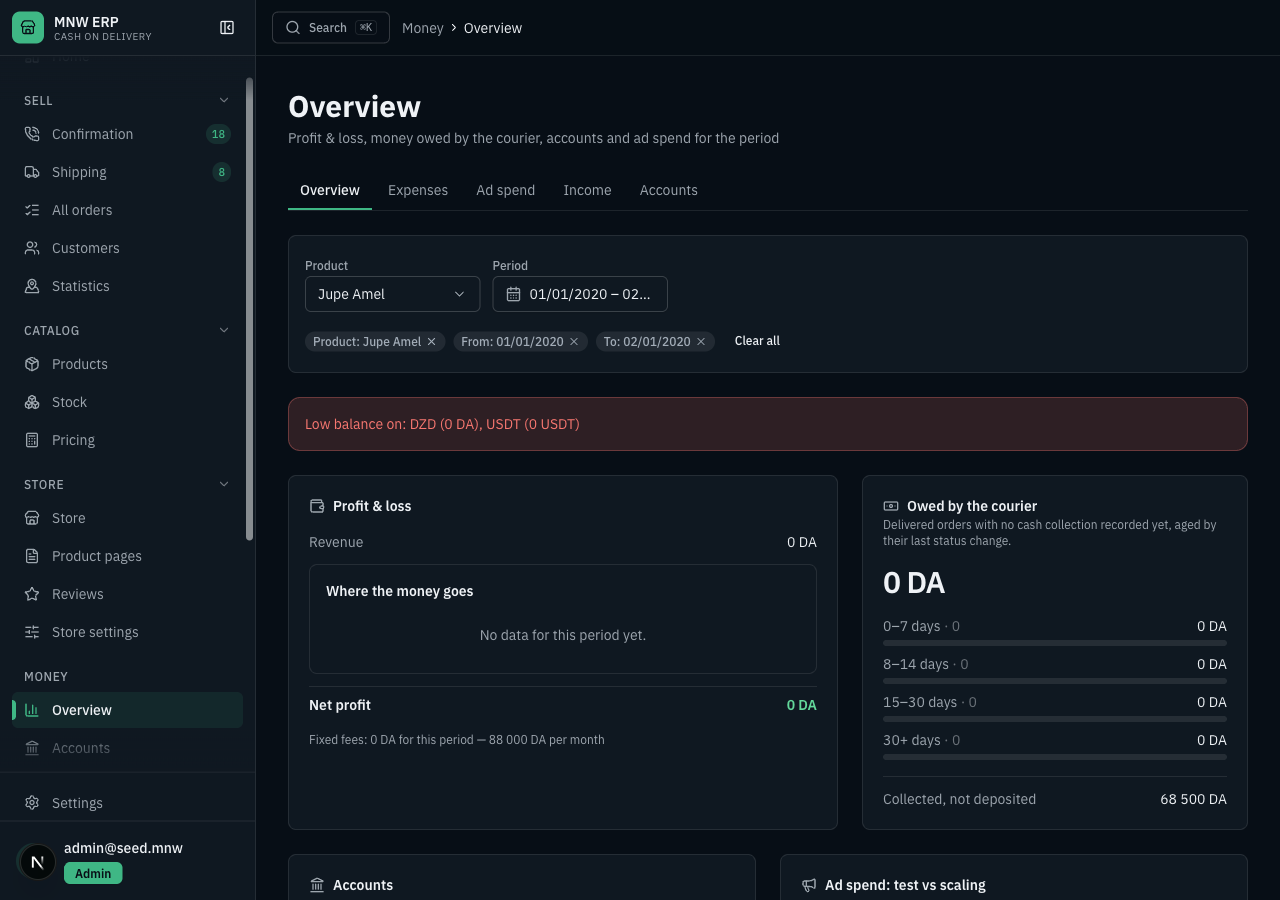 MNW ERP
CASH ON DELIVERY
Search ⌘K
Money > Overview
Home
SELL
Confirmation 18
Shipping 8
All orders
Customers
Statistics
CATALOG
Products
Stock
Pricing
STORE
Store
Product pages
Reviews
Store settings
MONEY
Overview
Accounts
Settings
N
admin@seed.mnw
Admin
Overview
Profit & loss, money owed by the courier, accounts and ad spend for the period
Overview Expenses Ad spend Income Accounts
Product Period
Jupe Amel 01/01/2020 – 02...
Product: Jupe Amel × From: 01/01/2020 × To: 02/01/2020 × Clear all
Low balance on: DZD (0 DA), USDT (0 USDT)
Profit & loss
Revenue 0 DA
Where the money goes
No data for this period yet.
Net profit 0 DA
Fixed fees: 0 DA for this period — 88 000 DA per month
Owed by the courier
Delivered orders with no cash collection recorded yet, aged by
their last status change.
0 DA
0–7 days · 0 0 DA
8–14 days · 0 0 DA
15–30 days · 0 0 DA
30+ days · 0 0 DA
Collected, not deposited 68 500 DA
Accounts
Ad spend: test vs scaling